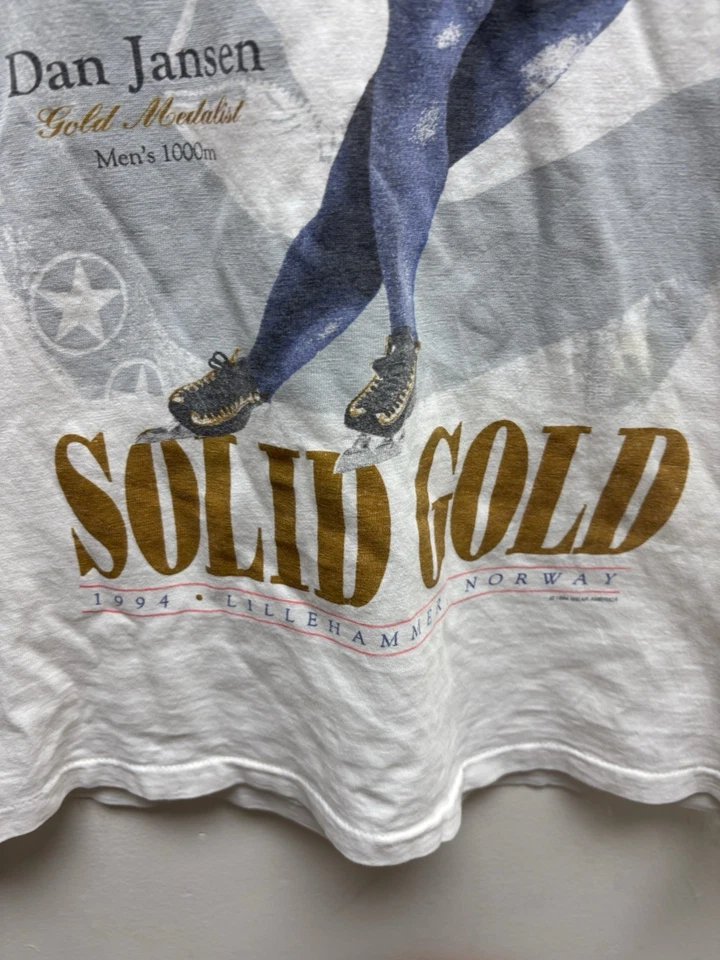 Dan Jansen
Gold Medalist
Men's 1000m
SOLID GOLD
1994 • LILLEHAMMER, NORWAY